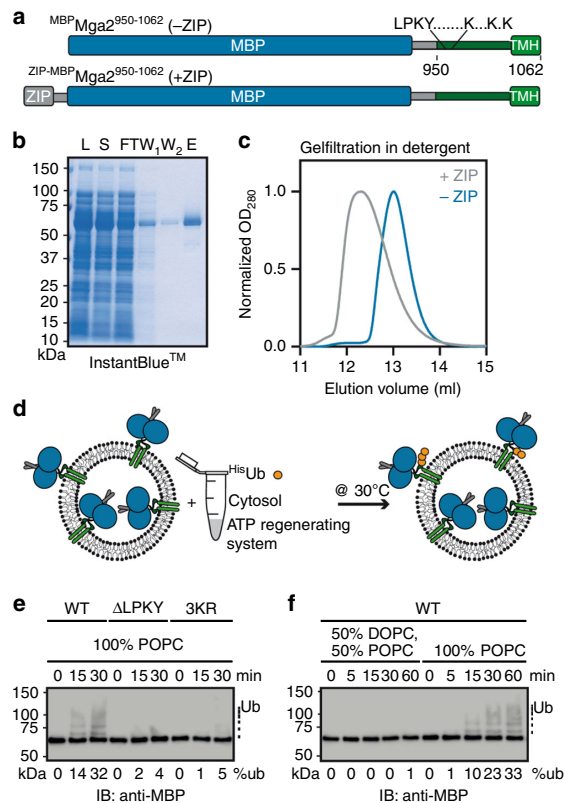 a
MBPMga2950-1062 (–ZIP)
LPKY.......K...K.K
MBP
TMH
950
1062
ZIP-MBPMga2950-1062 (+ZIP)
ZIP
MBP
TMH
b
L S FT W1 W2 E
150
100
75
50
37
25
20
15
10
kDa
InstantBlue™
c
Gelfiltration in detergent
+ ZIP
– ZIP
Normalized OD280
1.0
0.5
0.0
11 12 13 14 15
Elution volume (ml)
d
+
HisUb
Cytosol
ATP regenerating
system
@ 30°C
e
WT ΔLPKY 3KR
100% POPC
0 15 30 0 15 30 0 15 30 min
150
100
75
50
Ub
kDa 0 14 32 0 2 4 0 1 5 %ub
IB: anti-MBP
f
WT
50% DOPC,
50% POPC
100% POPC
0 5 15 30 60 0 5 15 30 60 min
150
100
75
50
Ub
kDa 0 0 0 0 1 0 1 10 23 33 %ub
IB: anti-MBP